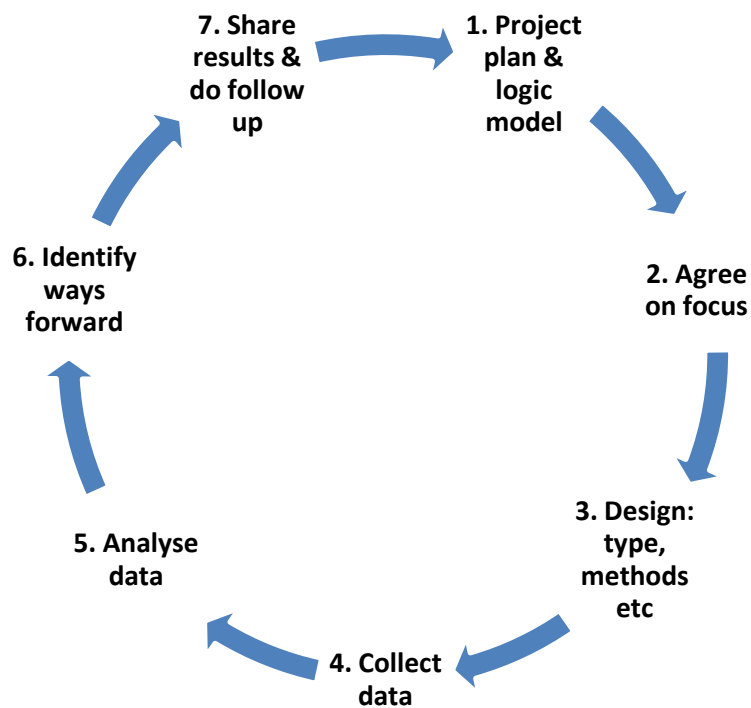 1. Project
plan &
logic
model
2. Agree
on focus
3. Design:
type,
methods
etc
4. Collect
data
5. Analyse
data
6. Identify
ways
forward
7. Share
results &
do follow
up